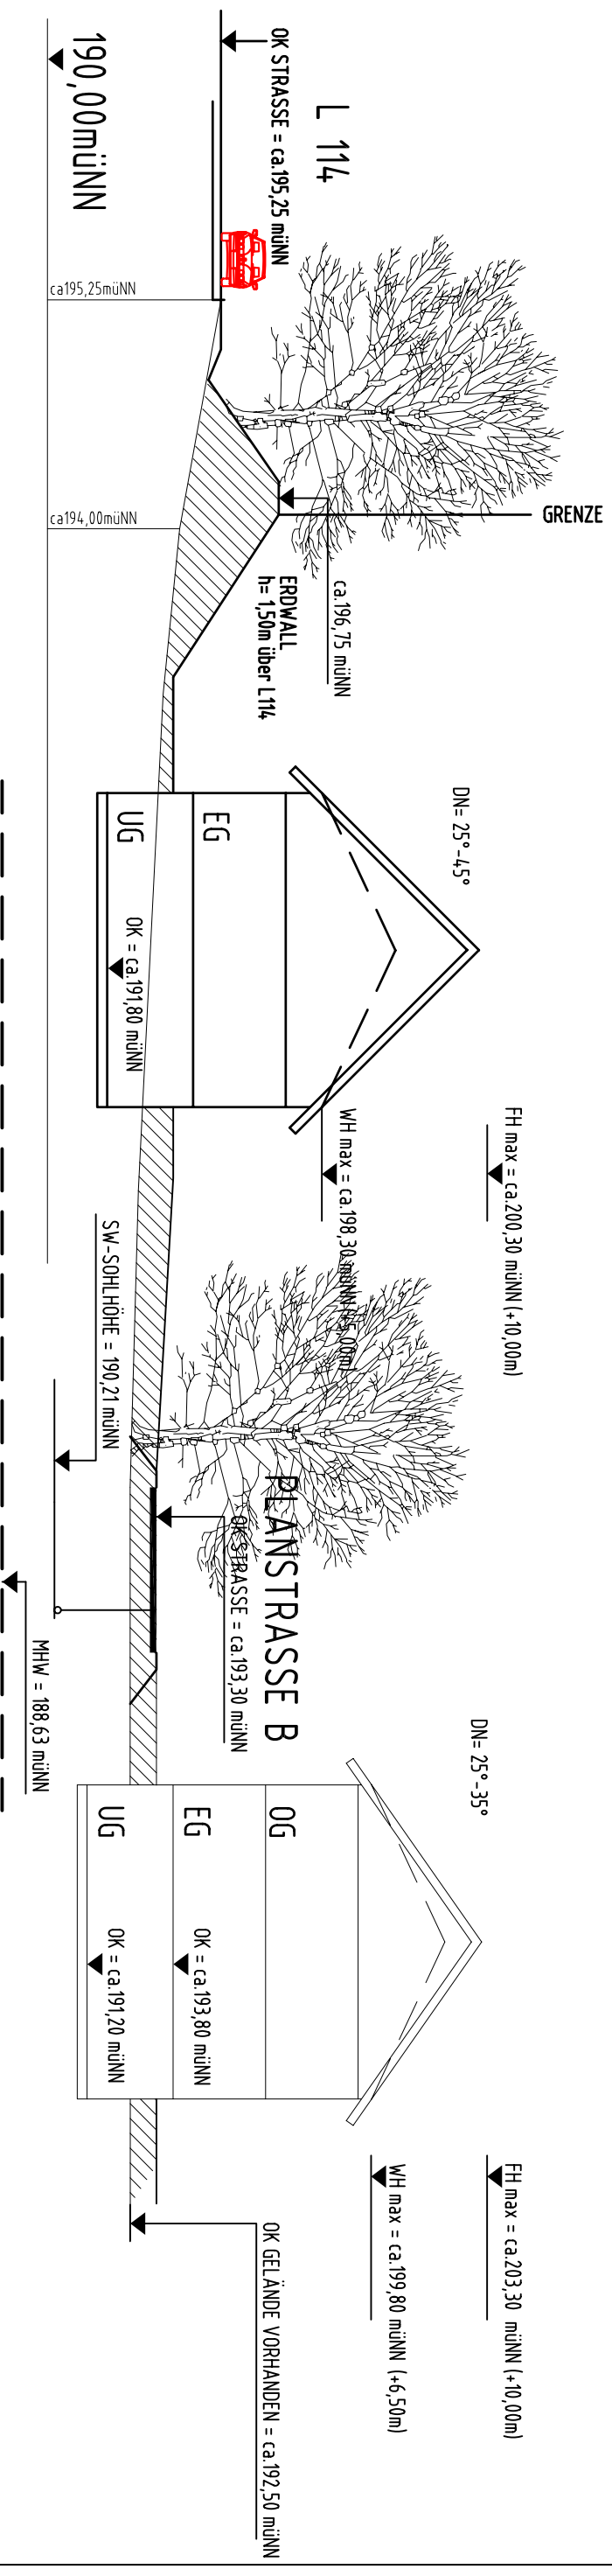 L 114
OK STRASSE = ca.195,25 müNN
190,00müNN
ca195,25müNN
ca194,00müNN
GRENZE
ca.196,75 müNN
ERDWALL
h= 1,50m über L114
DN= 25°-45°
EG
UG
OK = ca.191,80 müNN
FH max = ca.200,30 müNN (+10,00m)
WH max = ca.198,30 müNN (+5,00m)
SW-SOHLHÖHE = 190,21 müNN
PLANSTRASSE B
OK STRASSE = ca.193,30 müNN
MHW = 188,63 müNN
DN= 25°-35°
OG
EG
OK = ca.193,80 müNN
UG
OK = ca.191,20 müNN
FH max = ca.203,30 müNN (+10,00m)
WH max = ca.199,80 müNN (+6,50m)
OK GELÄNDE VORHANDEN = ca.192,50 müNN